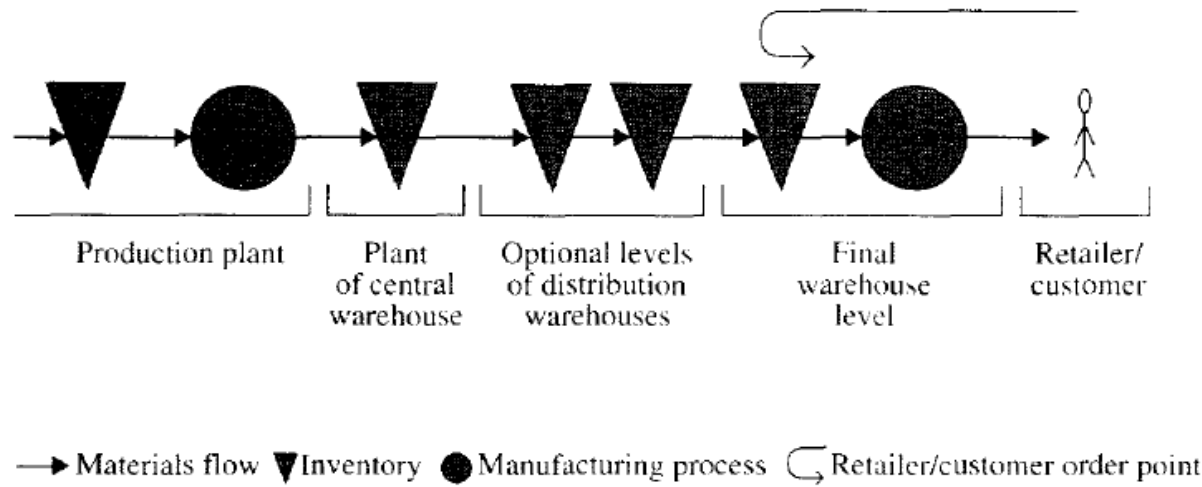 Production plant
Plant
of central
warehouse
Optional levels
of distribution
warehouses
Final
warehouse
level
Retailer/
customer
Materials flow
Inventory
Manufacturing process
Retailer/customer order point